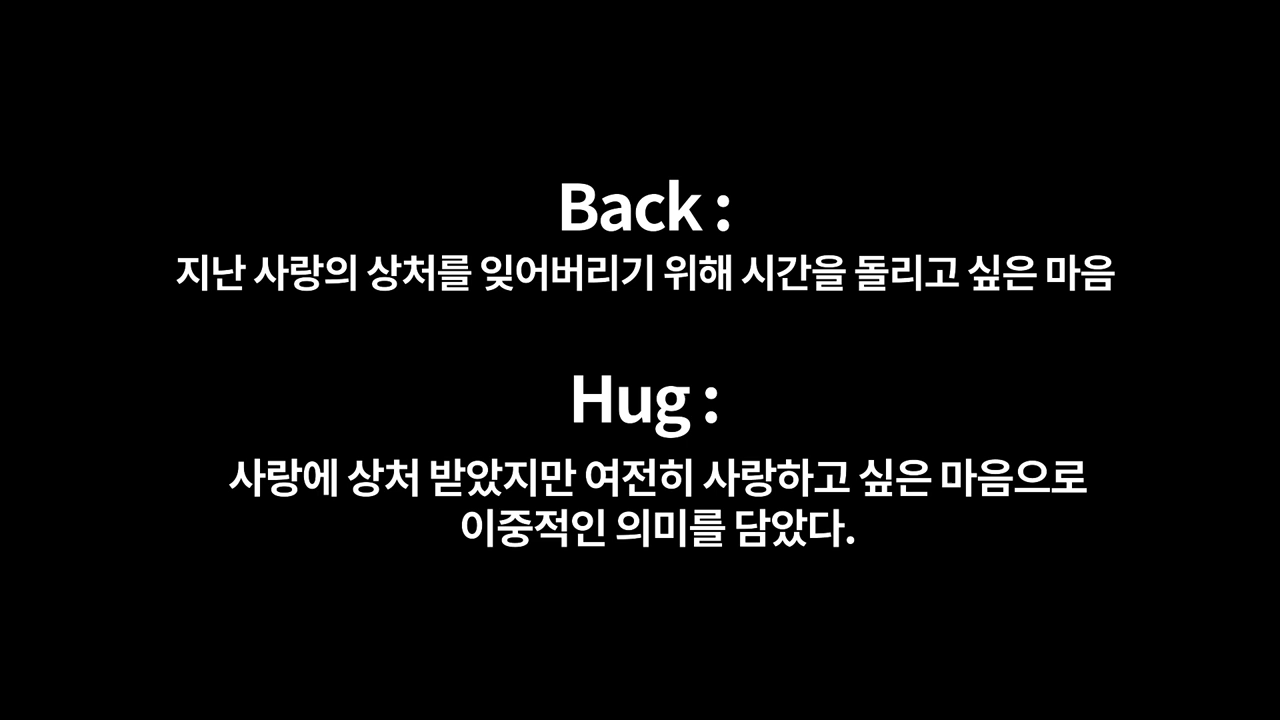 Back :
지난 사랑의 상처를 잊어버리기 위해 시간을 돌리고 싶은 마음
Hug :
사랑에 상처 받았지만 여전히 사랑하고 싶은 마음으로
이중적인 의미를 담았다.